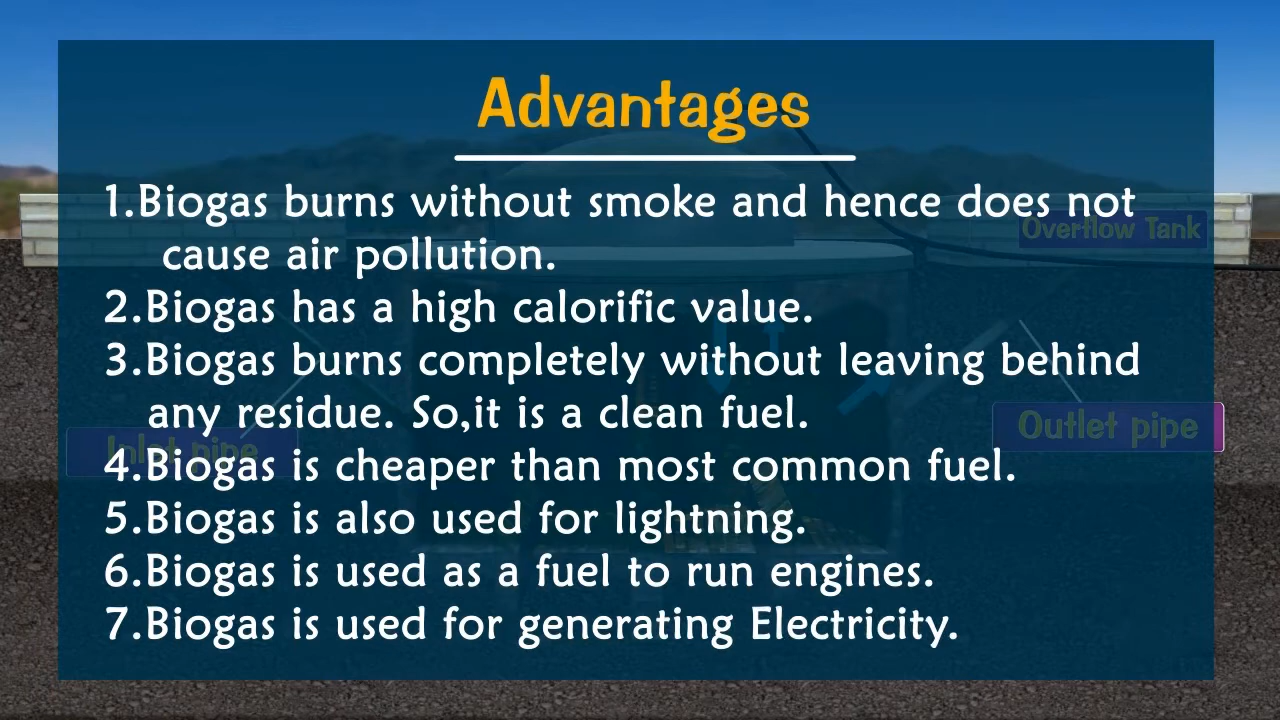 Advantages
1.Biogas burns without smoke and hence does not
cause air pollution.
Overflow Tank
2.Biogas has a high calorific value.
3.Biogas burns completely without leaving behind
any residue. So,it is a clean fuel.
Outlet pipe
Inlet pipe
4.Biogas is cheaper than most common fuel.
5.Biogas is also used for lightning.
6.Biogas is used as a fuel to run engines.
7.Biogas is used for generating Electricity.